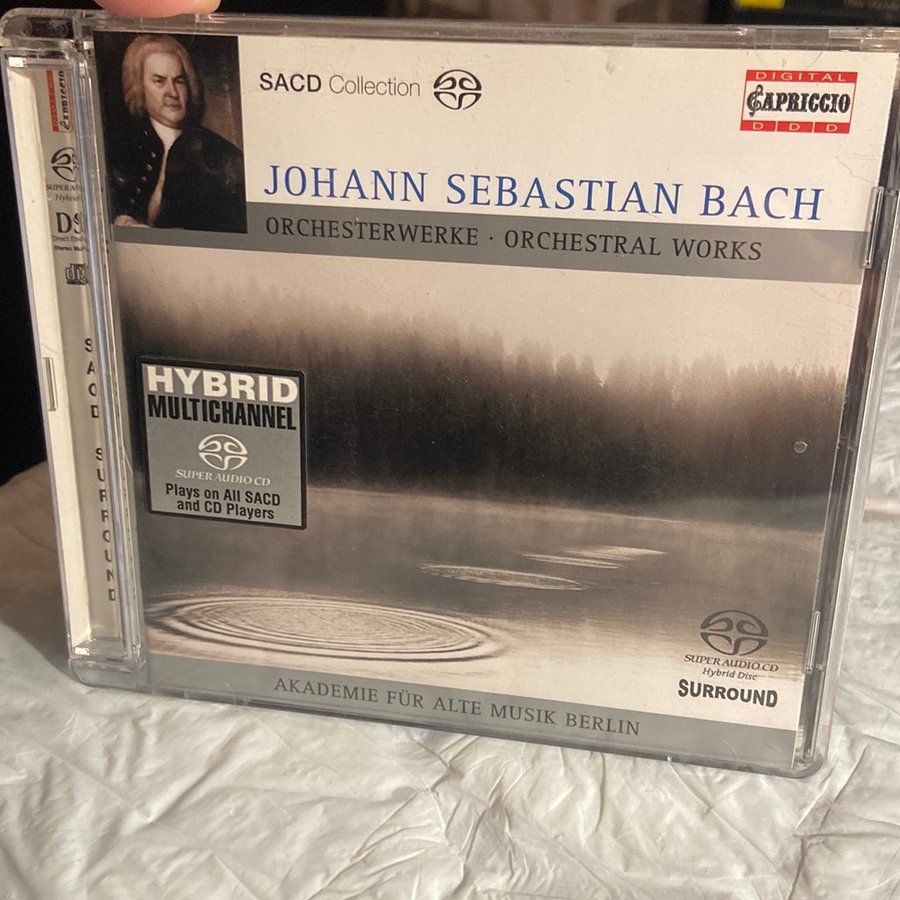 SACD Collection
DIGITAL
CAPRICCIO
D D D
JOHANN SEBASTIAN BACH
ORCHESTERWERKE · ORCHESTRAL WORKS
HYBRID
MULTICHANNEL
SUPER AUDIO CD
Plays on All SACD
and CD Players
SUPER AUDIO CD
Hybrid Disc
SURROUND
AKADEMIE FÜR ALTE MUSIK BERLIN
SACD SURROUND